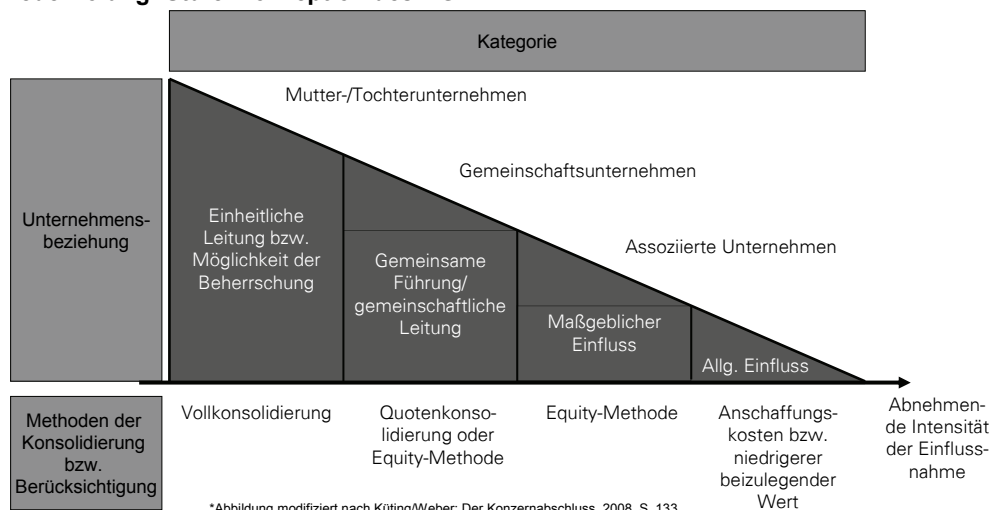 Kategorie
Mutter-/Tochterunternehmen
Gemeinschaftsunternehmen
Assoziierte Unternehmen
Unternehmens-
beziehung
Einheitliche
Leitung bzw.
Möglichkeit der
Beherrschung
Gemeinsame
Führung/
gemeinschaftliche
Leitung
Maßgeblicher
Einfluss
Allg. Einfluss
Methoden der
Konsolidierung
bzw.
Berücksichtigung
Vollkonsolidierung
Quotenkonso-
lidierung oder
Equity-Methode
Equity-Methode
Anschaffungs-
kosten bzw.
niedrigerer
beizulegender
Wert
Abnehmen-
de Intensität
der Einfluss-
nahme
*Abbildung modifiziert nach Küting/Weber: Der Konzernabschluss, 2008, S. 133